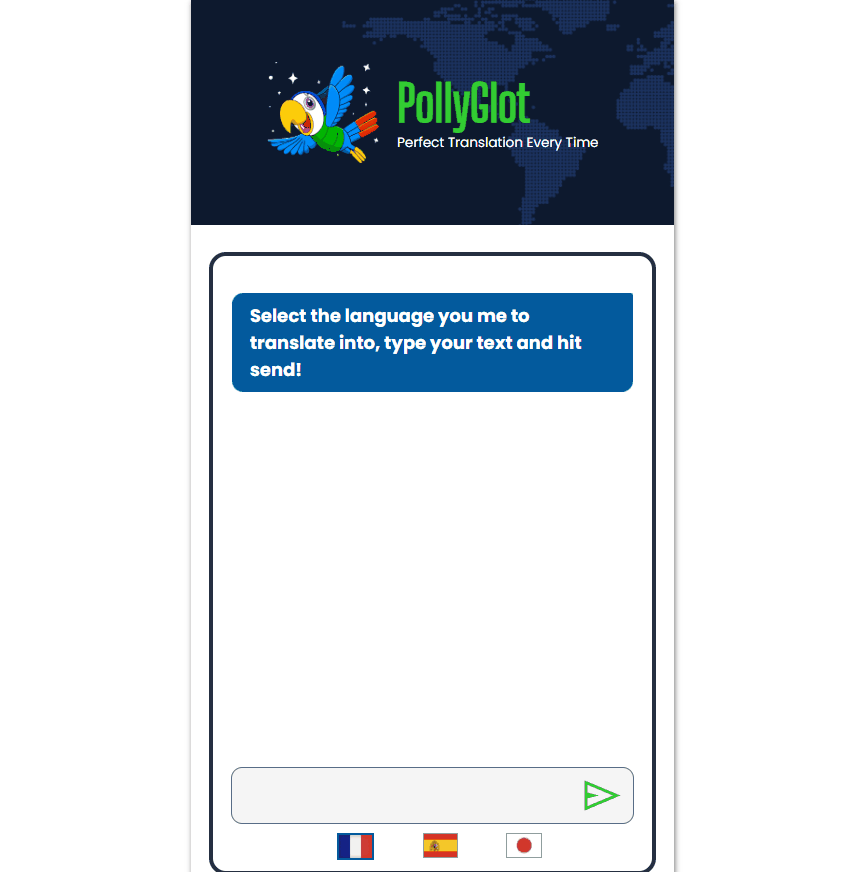 PollyGlot
Perfect Translation Every Time
Select the language you me to
translate into, type your text and hit
send!